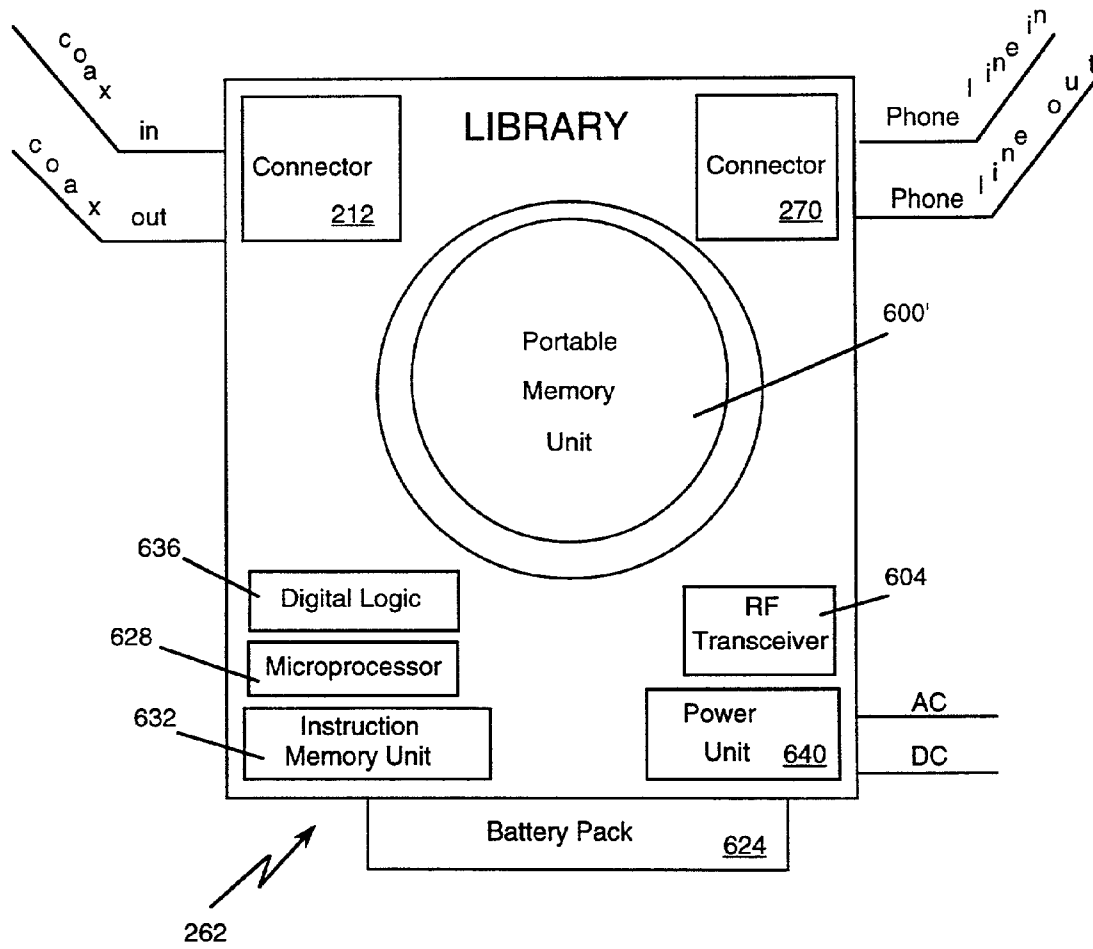 coax in
coax out
LIBRARY
Connector
212
Connector
270
Phone line in
Phone line out
Portable
Memory
Unit
600'
636
Digital Logic
628
Microprocessor
632
Instruction
Memory Unit
604
RF
Transceiver
Power
Unit
640
AC
DC
Battery Pack
624
262